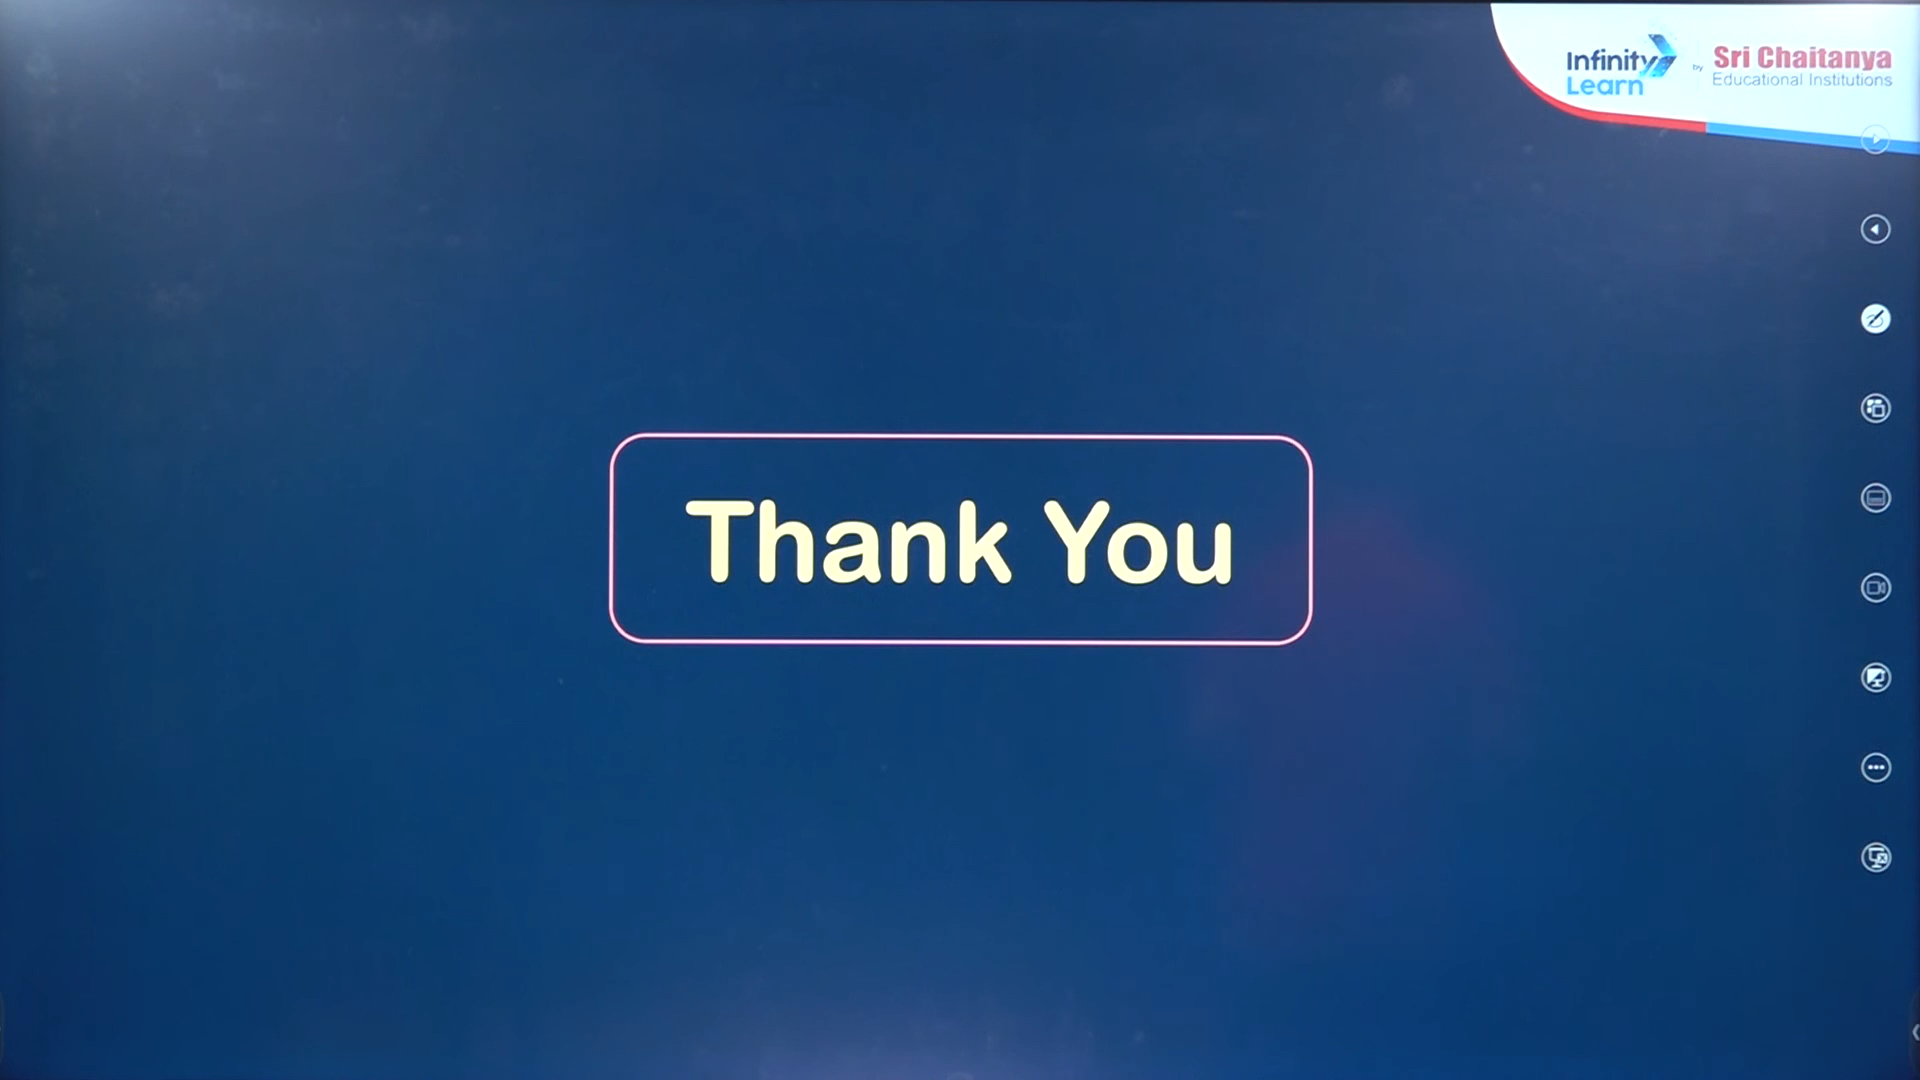 Infinity
Learn
by
Sri Chaitanya
Educational Institutions
Thank You